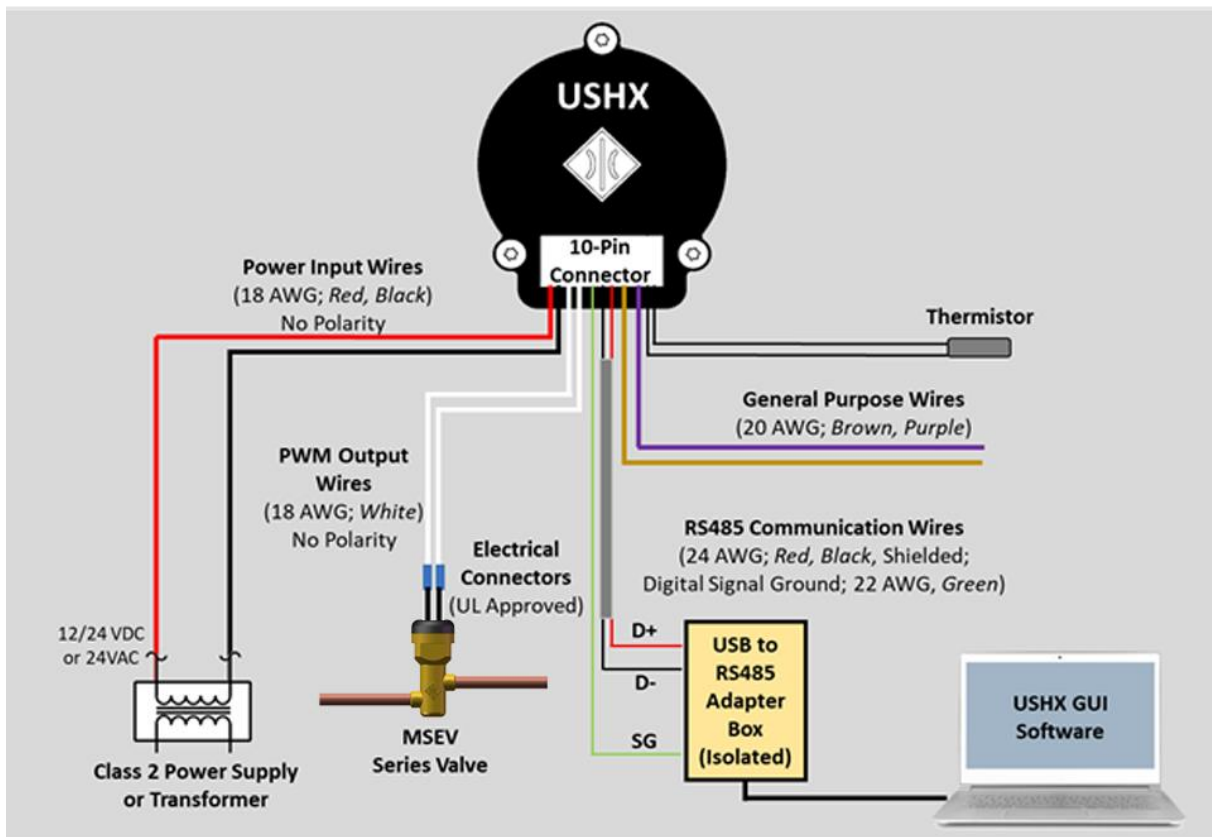 USHX
10-Pin
Connector
Power Input Wires
(18 AWG; Red, Black)
No Polarity
Thermistor
General Purpose Wires
(20 AWG; Brown, Purple)
PWM Output
Wires
(18 AWG; White)
No Polarity
Electrical
Connectors
(UL Approved)
RS485 Communication Wires
(24 AWG; Red, Black, Shielded;
Digital Signal Ground; 22 AWG, Green)
12/24 VDC
or 24VAC
D+
D-
SG
USB to
RS485
Adapter
Box
(Isolated)
USHX GUI
Software
MSEV
Series Valve
Class 2 Power Supply
or Transformer